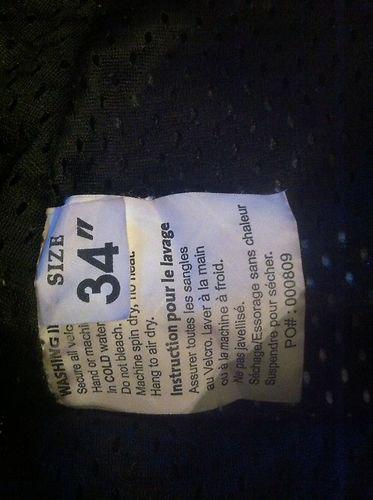 SIZE
34"
WASHING I
Secure all velc
Hand or machi
in COLD water
Do not bleach.
Machine spin dry, no heat.
Hang to air dry.
Instruction pour le lavage
Assurer toutes les sangles
au Velcro. Laver à la main
ou à la machine à froid.
Ne pas lavellisé.
Séchage/Essorage sans chaleur
Suspendre pour sécher.
PO#: 000809